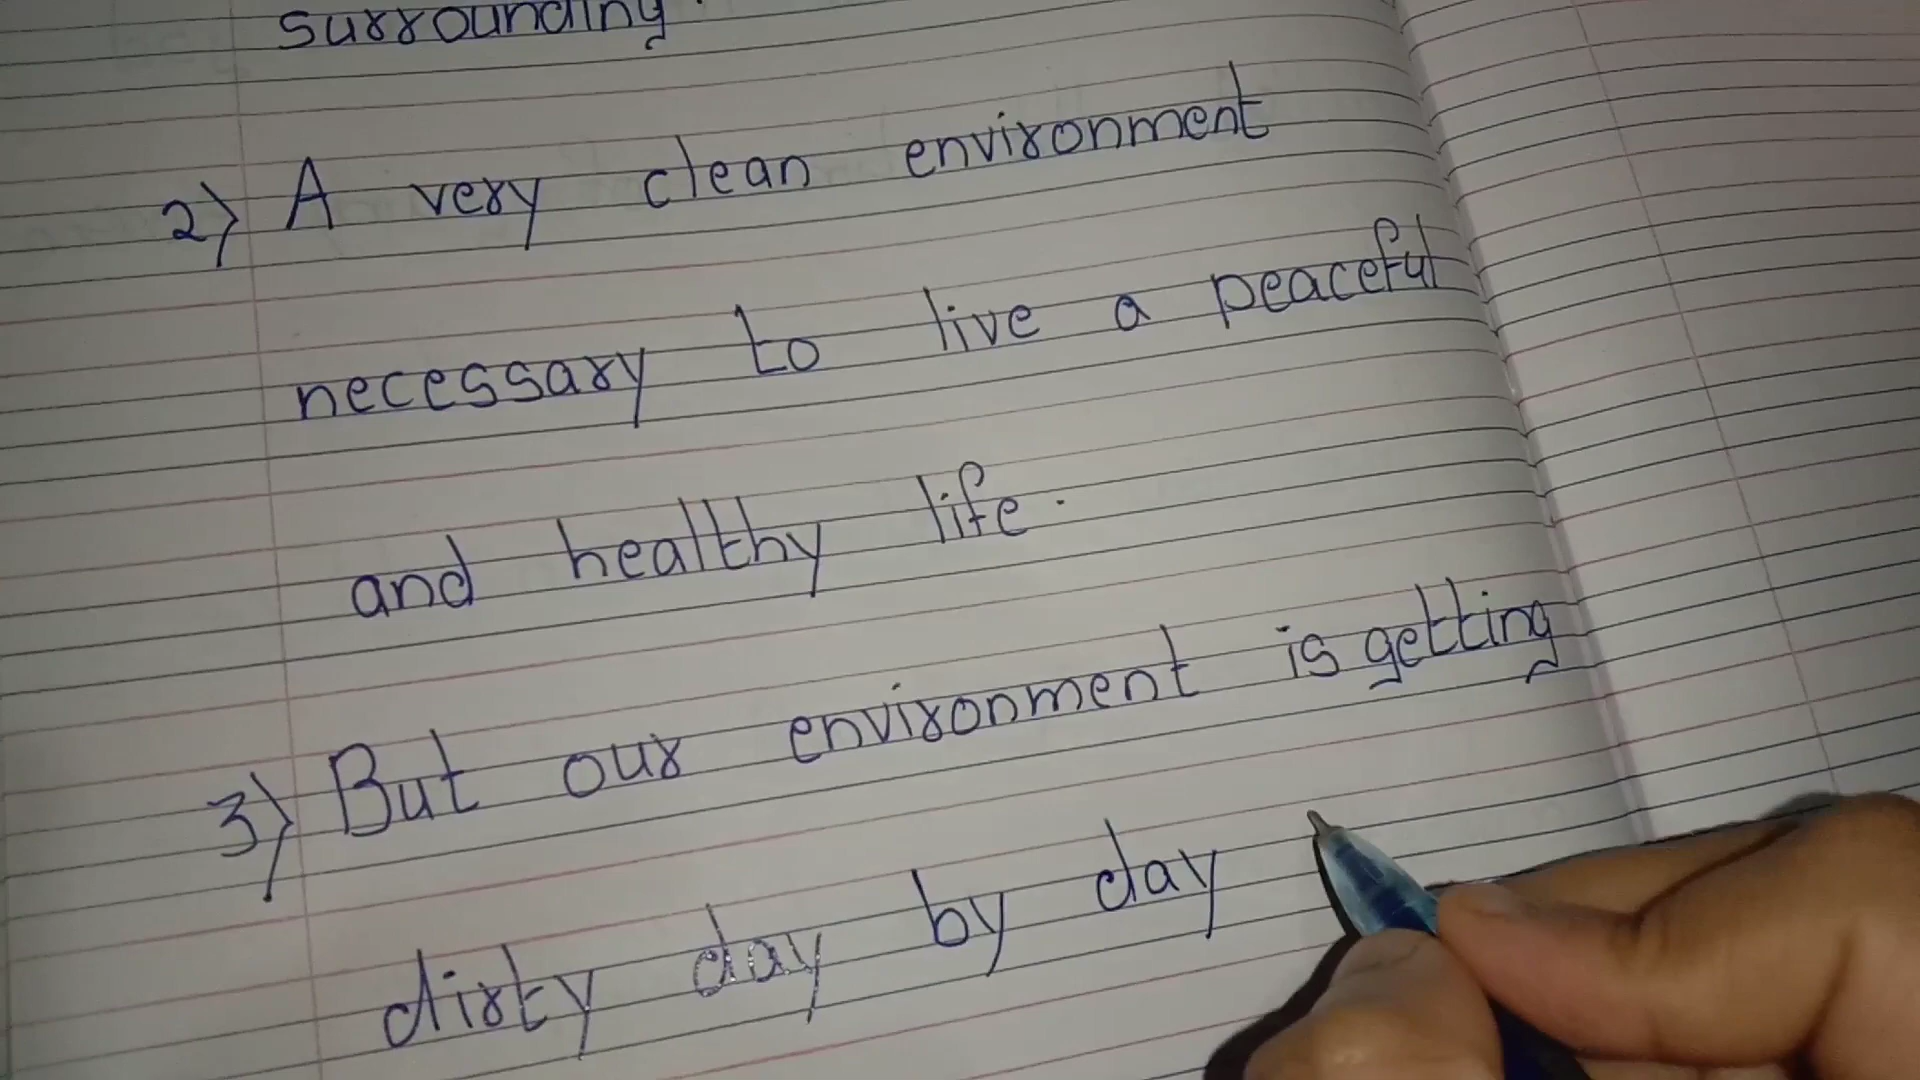 surrounding.
2) A very clean environment
necessary to live a peaceful
and healthy life.
3) But our environment is getting
dirty day by day